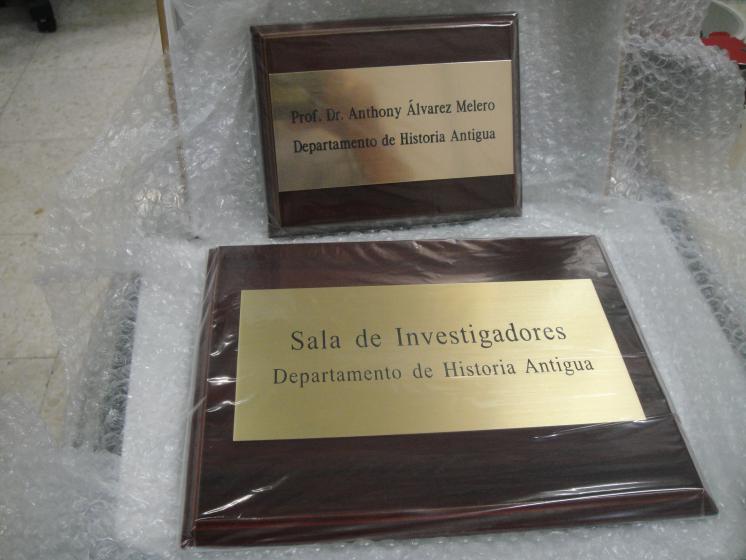 Prof. Dr. Anthony Álvarez Melero
Departamento de Historia Antigua
Sala de Investigadores
Departamento de Historia Antigua